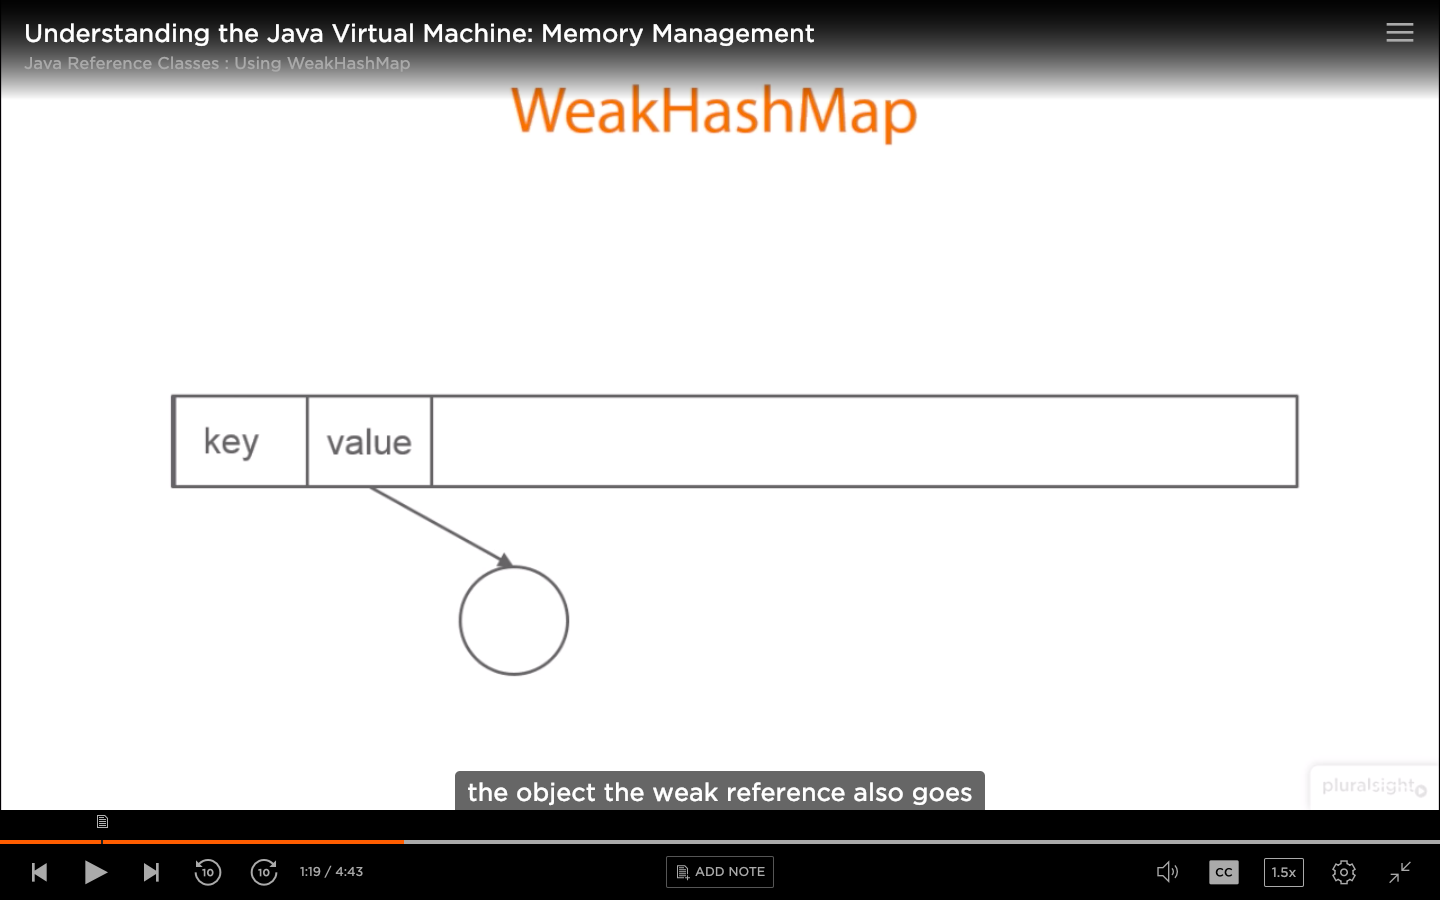 Understanding the Java Virtual Machine: Memory Management
Java Reference Classes : Using WeakHashMap
WeakHashMap
key value
the object the weak reference also goes
pluralsight
10 10 1:19 / 4:43 ADD NOTE CC 1.5x